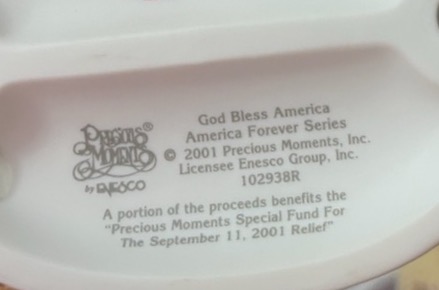 Precious Moments®
by ENESCO
God Bless America
America Forever Series
© 2001 Precious Moments, Inc.
Licensee Enesco Group, Inc.
102938R
A portion of the proceeds benefits the
"Precious Moments Special Fund For
The September 11, 2001 Relief"